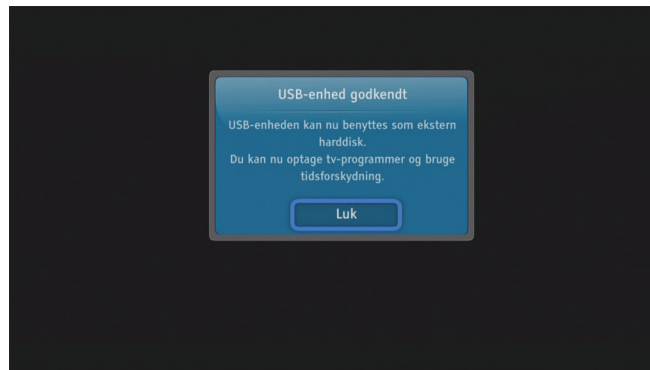 USB-enhed godkendt
USB-enheden kan nu benyttes som ekstern
harddisk.
Du kan nu optage tv-programmer og bruge
tidsforskydning.
Luk